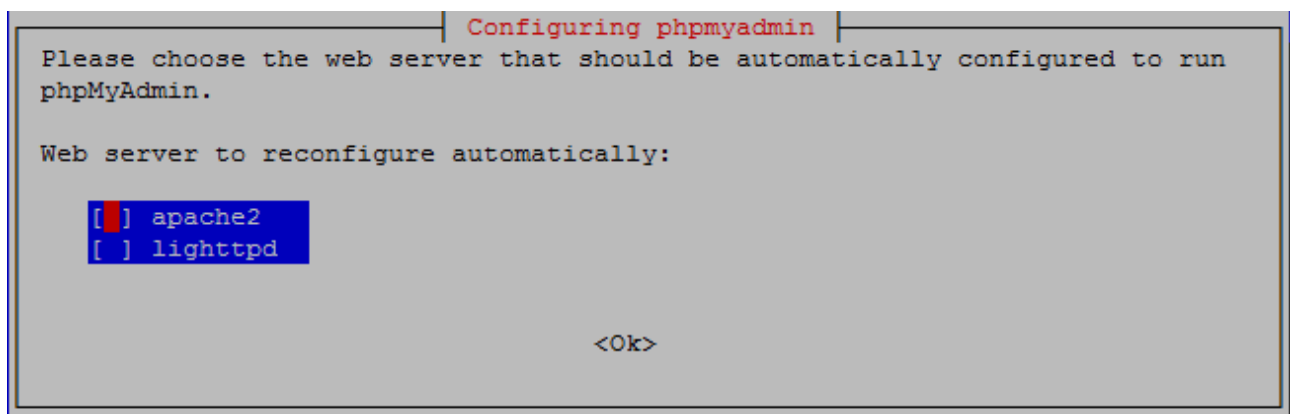 Configuring phpmyadmin
Please choose the web server that should be automatically configured to run
phpMyAdmin.
Web server to reconfigure automatically:
[ ] apache2
[ ] lighttpd
<Ok>